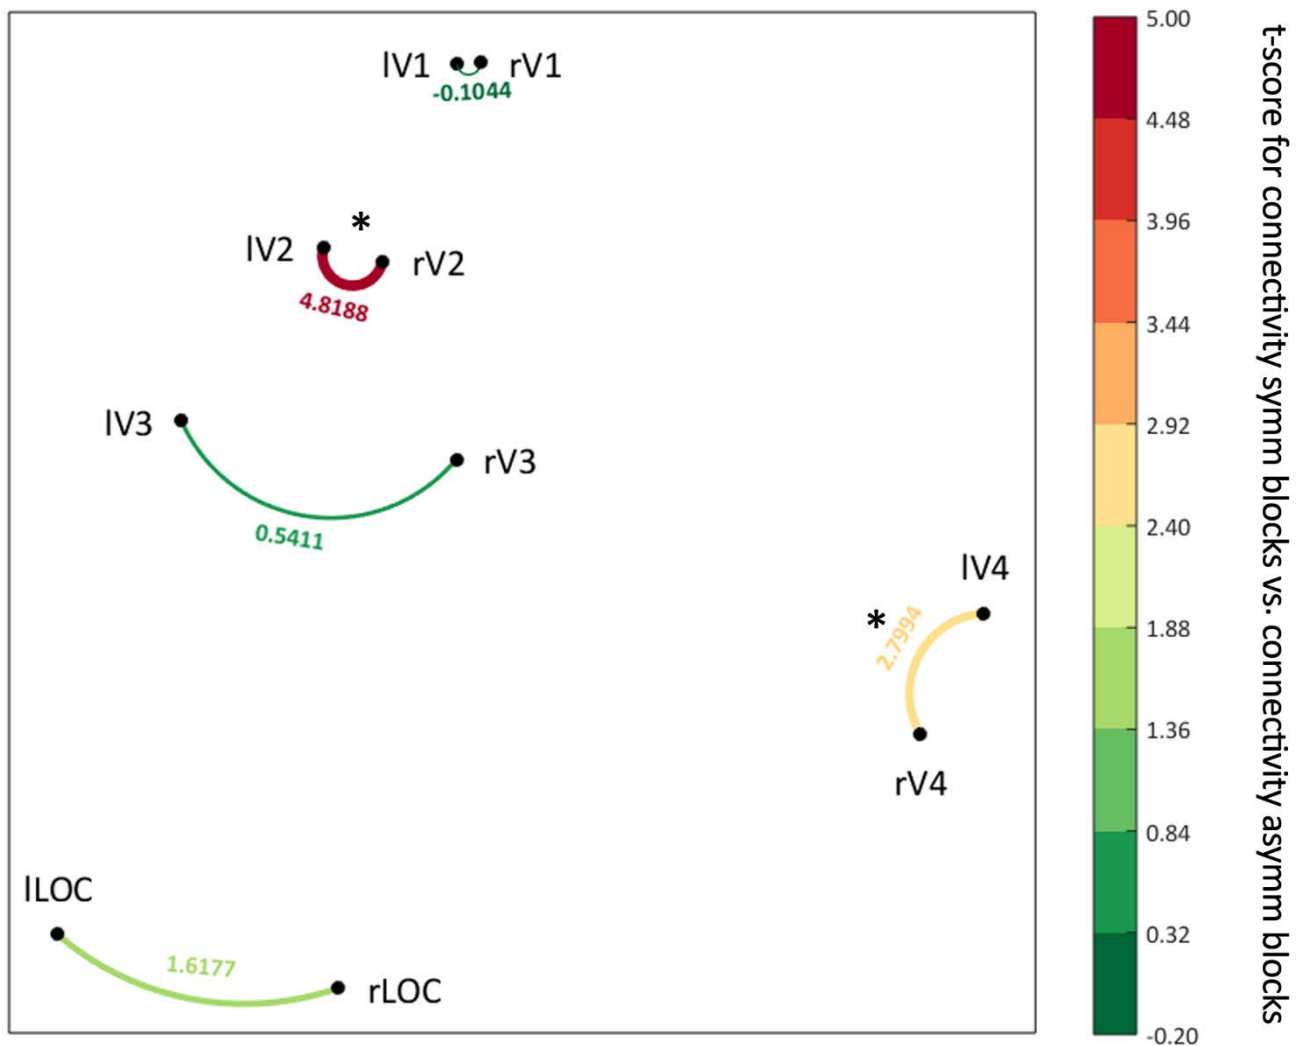 lV1 rV1
-0.1044
*
lV2 rV2
4.8188
lV3 rV3
0.5411
lV4
*
2.7994
rV4
lLOC
1.6177
rLOC
5.00
4.48
3.96
3.44
2.92
2.40
1.88
1.36
0.84
0.32
-0.20
t-score for connectivity symm blocks vs. connectivity asymm blocks